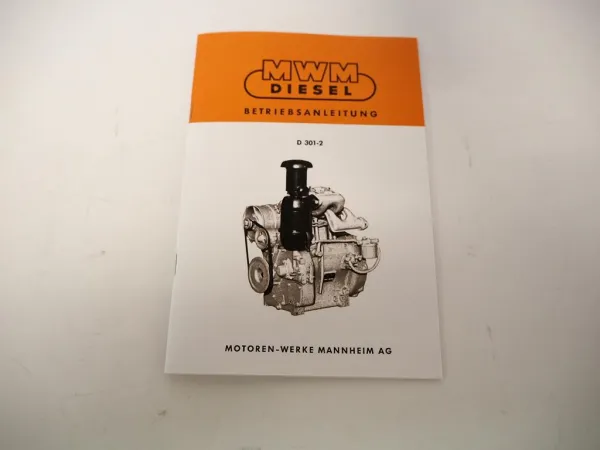 MWM
DIESEL
BETRIEBSANLEITUNG
D 301-2
MOTOREN-WERKE MANNHEIM AG